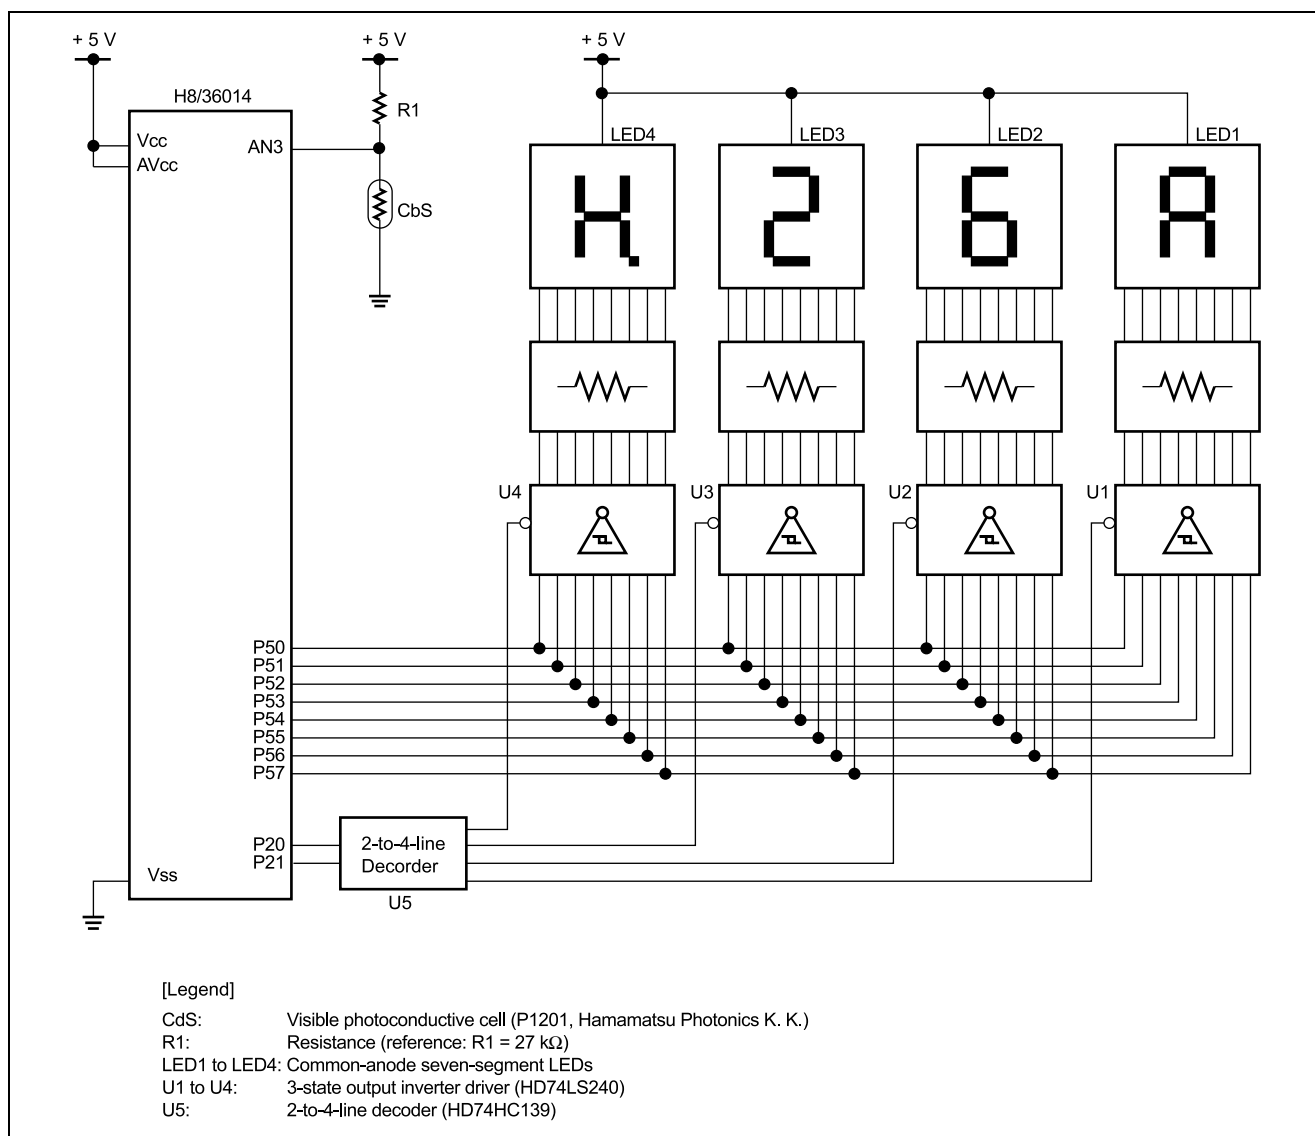 + 5 V
+ 5 V
+ 5 V
H8/36014
R1
Vcc
AN3
LED4
LED3
LED2
LED1
AVcc
CbS
H. 2 6 A
U4
U3
U2
U1
P50
P51
P52
P53
P54
P55
P56
P57
P20
2-to-4-line
P21
Decorder
Vss
U5
[Legend]
CdS: Visible photoconductive cell (P1201, Hamamatsu Photonics K. K.)
R1: Resistance (reference: R1 = 27 kΩ)
LED1 to LED4: Common-anode seven-segment LEDs
U1 to U4: 3-state output inverter driver (HD74LS240)
U5: 2-to-4-line decoder (HD74HC139)